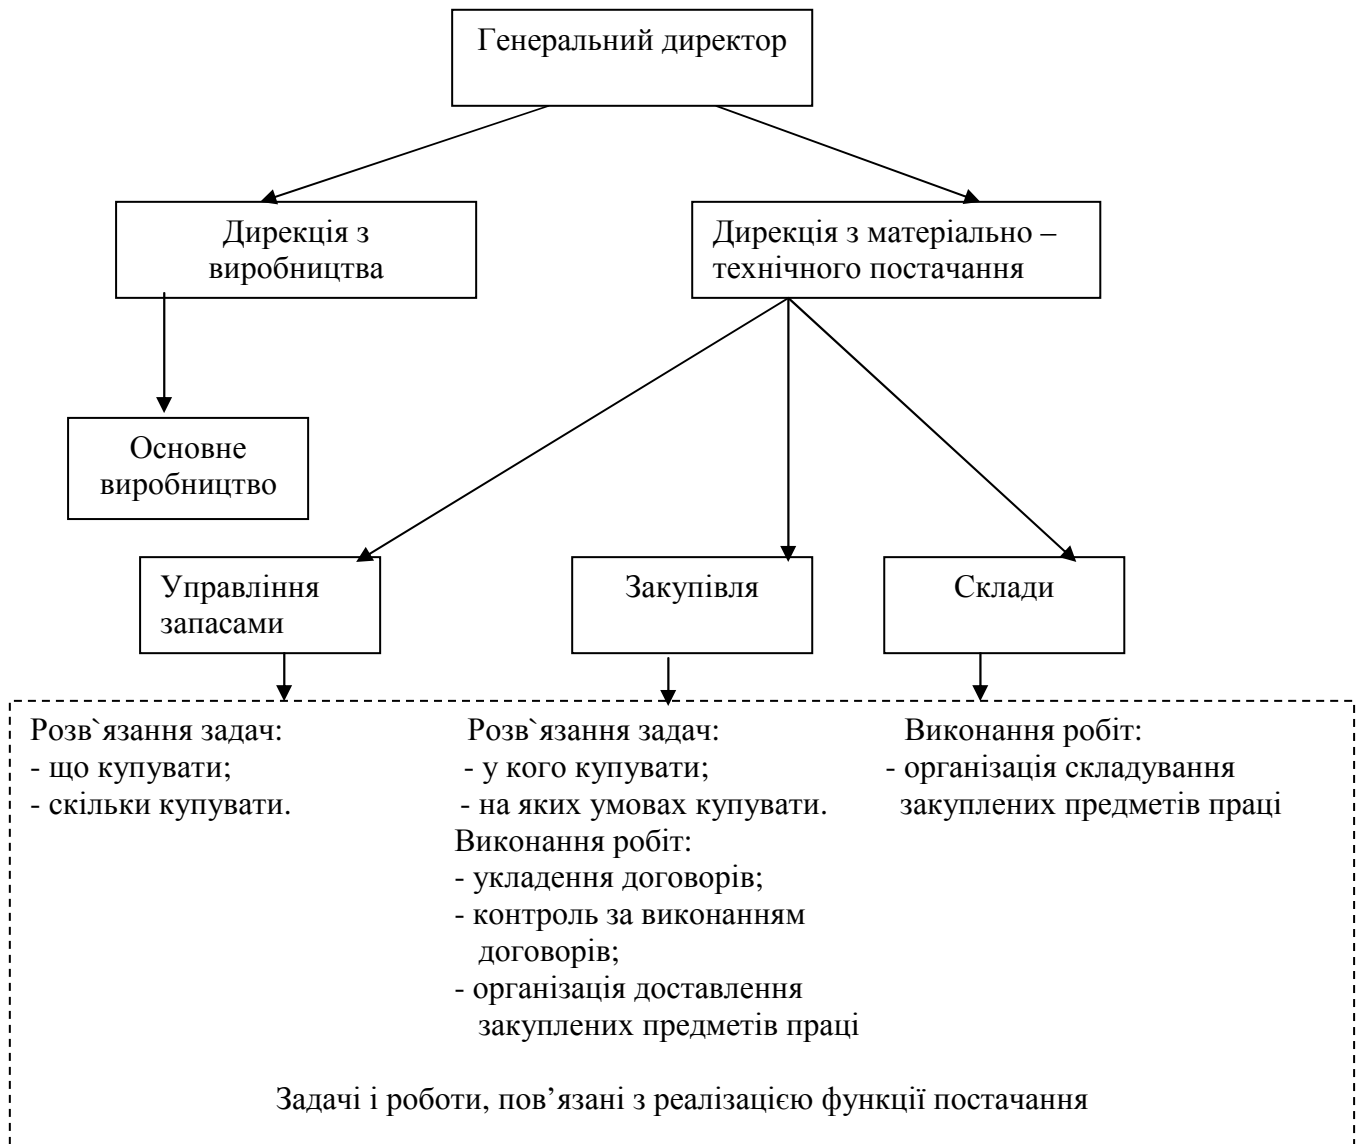 Генеральний директор
Дирекція з
виробництва
Дирекція з матеріально –
технічного постачання
Основне
виробництво
Управління
запасами
Закупівля
Склади
Розв`язання задач:
- що купувати;
- скільки купувати.
Розв`язання задач:
- у кого купувати;
- на яких умовах купувати.
Виконання робіт:
- укладення договорів;
- контроль за виконанням
договорів;
- організація доставлення
закуплених предметів праці
Виконання робіт:
- організація складування
закуплених предметів праці
Задачі і роботи, пов’язані з реалізацією функції постачання